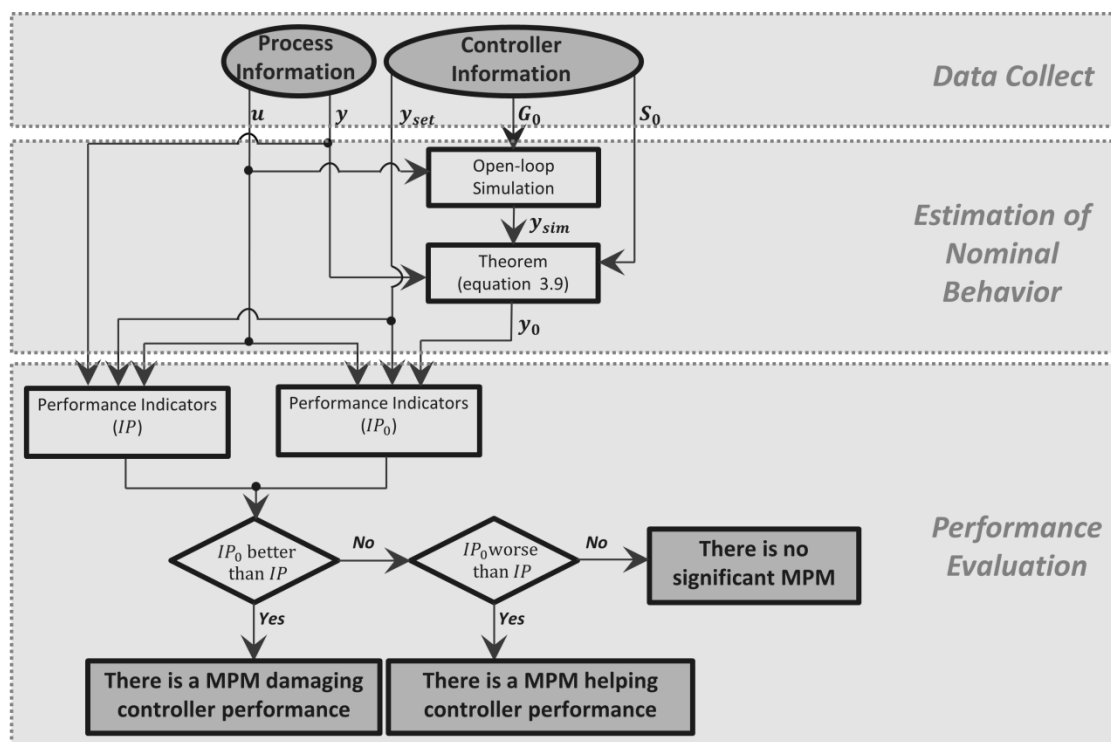 Process
Information
Controller
Information
Data Collect
u
y
y_set
G_0
S_0
Open-loop
Simulation
y_sim
Theorem
(equation 3.9)
y_0
Estimation of
Nominal
Behavior
Performance Indicators
(IP)
Performance Indicators
(IP_0)
IP_0 better
than IP
No
IP_0 worse
than IP
No
There is no
significant MPM
Performance
Evaluation
Yes
Yes
There is a MPM damaging
controller performance
There is a MPM helping
controller performance